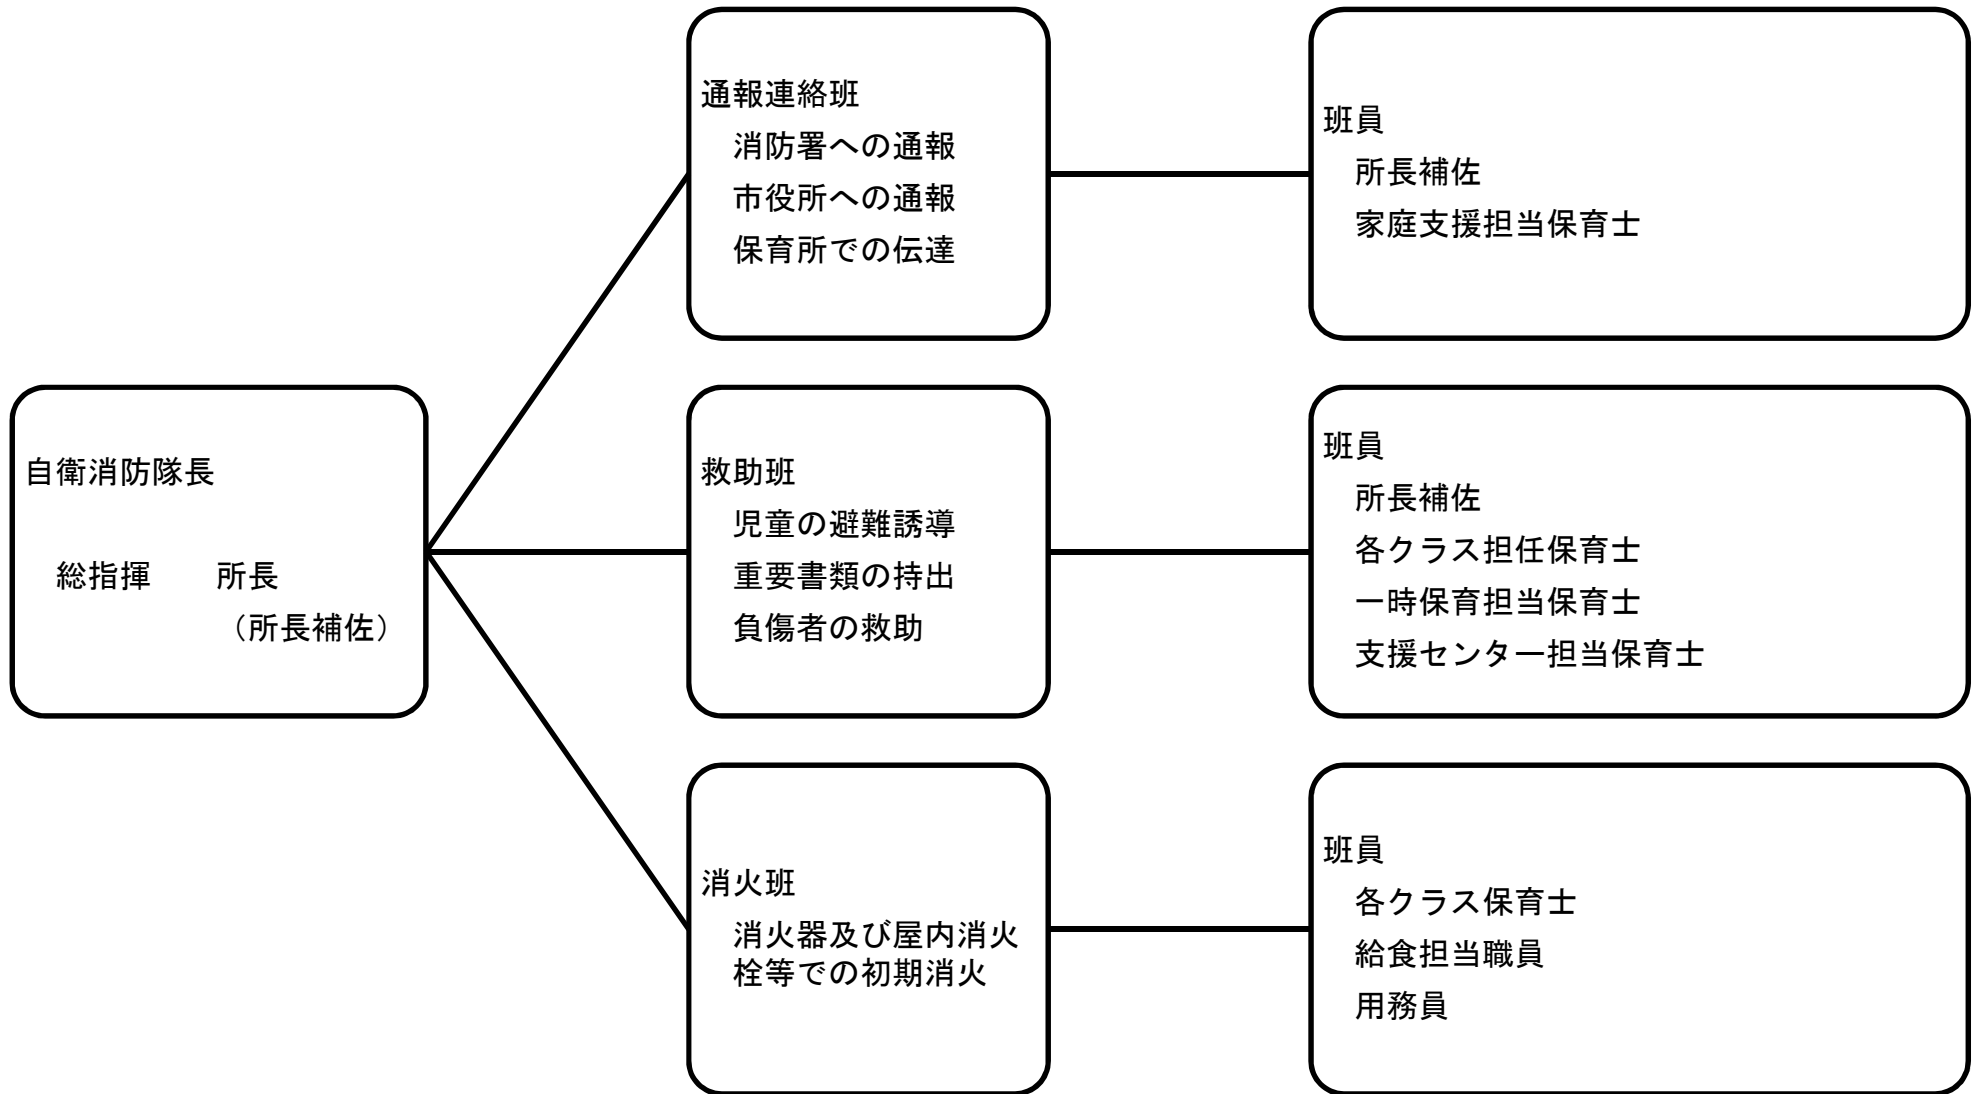 自衛消防隊長
総指揮　　所長
（所長補佐）
通報連絡班
消防署への通報
市役所への通報
保育所での伝達
班員
所長補佐
家庭支援担当保育士
救助班
児童の避難誘導
重要書類の持出
負傷者の救助
班員
所長補佐
各クラス担任保育士
一時保育担当保育士
支援センター担当保育士
消火班
消火器及び屋内消火
栓等での初期消火
班員
各クラス保育士
給食担当職員
用務員